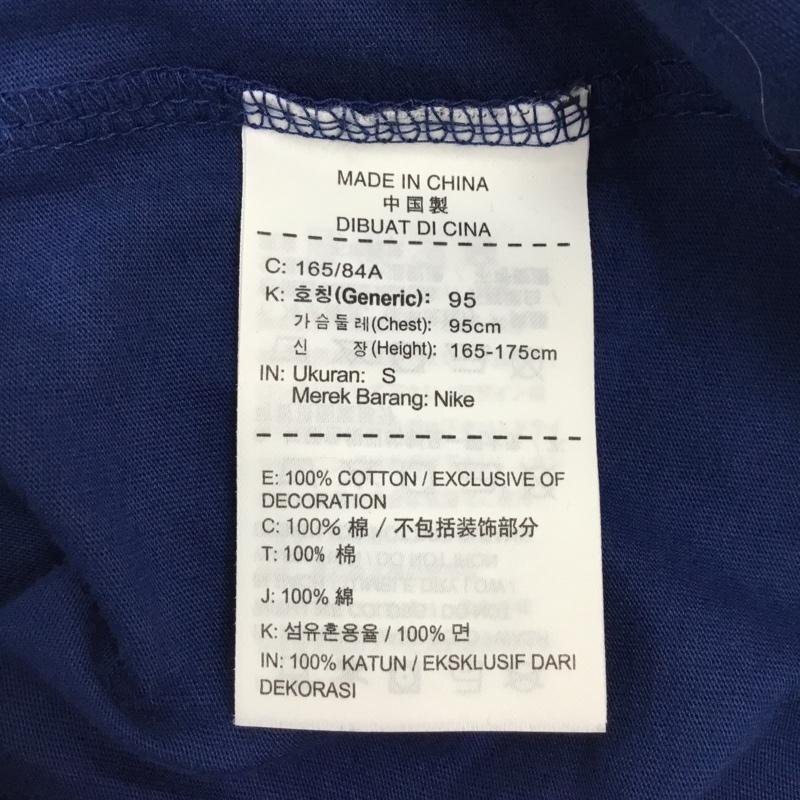 MADE IN CHINA
中国製
DIBUAT DI CINA
C: 165/84A
K: 호칭(Generic): 95
가슴둘레(Chest): 95cm
신 장(Height): 165-175cm
IN: Ukuran: S
Merek Barang: Nike
E: 100% COTTON / EXCLUSIVE OF
DECORATION
C: 100% 棉 / 不包括装饰部分
T: 100% 棉
J: 100% 綿
K: 섬유혼용율 / 100% 면
IN: 100% KATUN / EKSKLUSIF DARI
DEKORASI